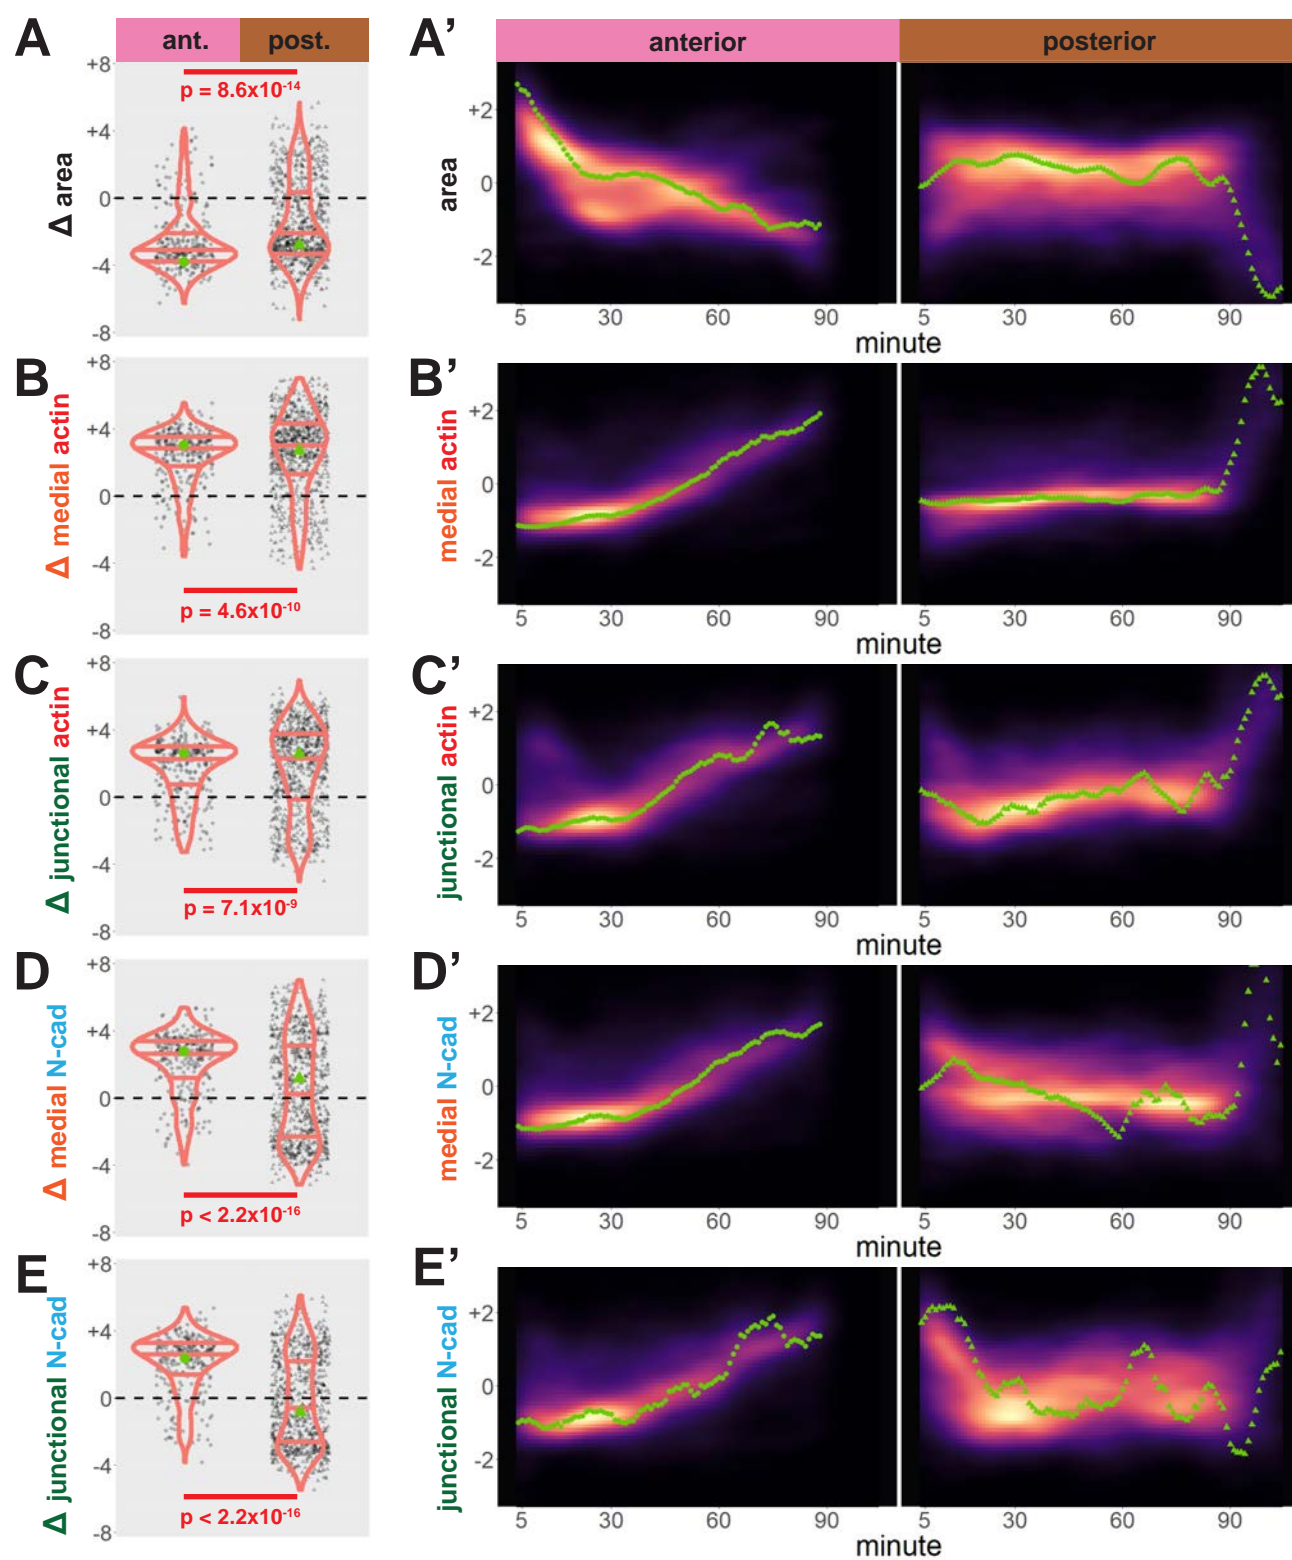 A
ant.
post.
A’
anterior
posterior
+8
+4
0
-4
-8
Δ area
p = 8.6x10⁻¹⁴
+2
0
-2
area
5
30
60
90
5
30
60
90
minute
B
+8
+4
0
-4
-8
Δ medial actin
p = 4.6x10⁻¹⁰
B’
+2
0
-2
medial actin
5
30
60
90
5
30
60
90
minute
C
+8
+4
0
-4
-8
Δ junctional actin
p = 7.1x10⁻⁹
C’
+2
0
-2
junctional actin
5
30
60
90
5
30
60
90
minute
D
+8
+4
0
-4
-8
Δ medial N-cad
p < 2.2x10⁻¹⁶
D’
+2
0
-2
medial N-cad
5
30
60
90
5
30
60
90
minute
E
+8
+4
0
-4
-8
Δ junctional N-cad
p < 2.2x10⁻¹⁶
E’
+2
0
-2
junctional N-cad
5
30
60
90
5
30
60
90
minute